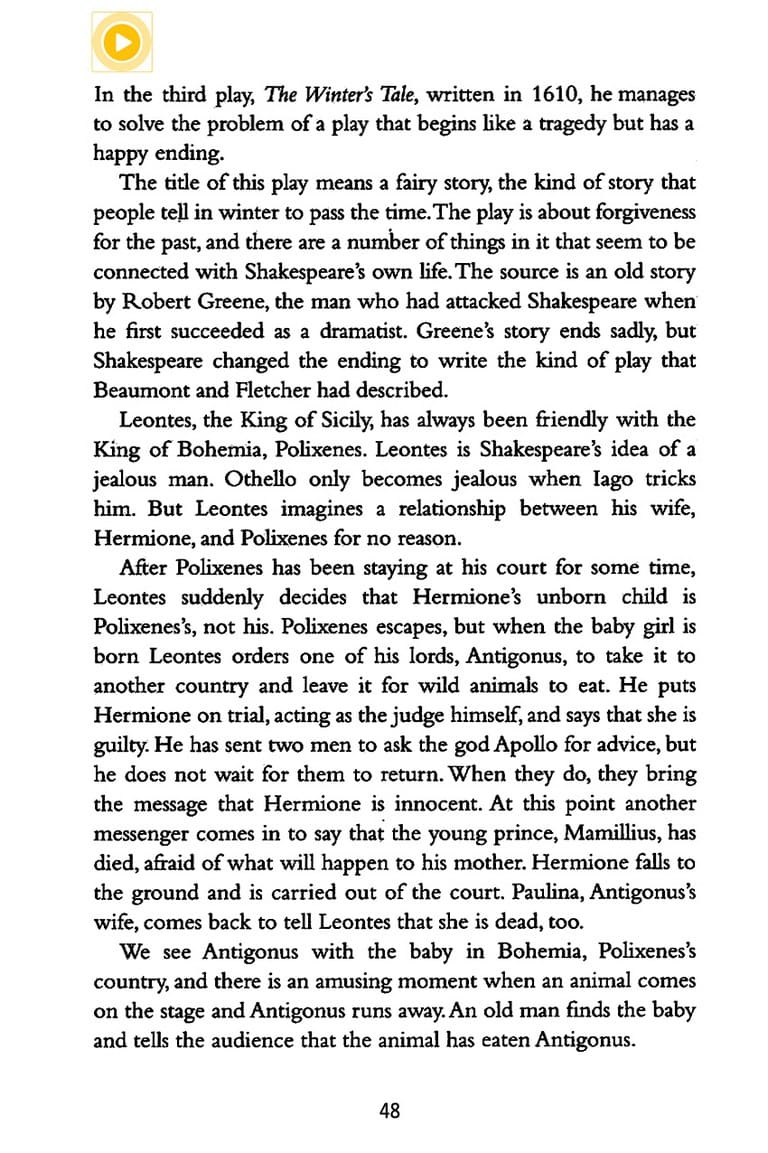 In the third play, The Winter's Tale, written in 1610, he manages
to solve the problem of a play that begins like a tragedy but has a
happy ending.
The title of this play means a fairy story, the kind of story that
people tell in winter to pass the time. The play is about forgiveness
for the past, and there are a number of things in it that seem to be
connected with Shakespeare's own life. The source is an old story
by Robert Greene, the man who had attacked Shakespeare when
he first succeeded as a dramatist. Greene's story ends sadly, but
Shakespeare changed the ending to write the kind of play that
Beaumont and Fletcher had described.
Leontes, the King of Sicily, has always been friendly with the
King of Bohemia, Polixenes. Leontes is Shakespeare's idea of a
jealous man. Othello only becomes jealous when Iago tricks
him. But Leontes imagines a relationship between his wife,
Hermione, and Polixenes for no reason.
After Polixenes has been staying at his court for some time,
Leontes suddenly decides that Hermione's unborn child is
Polixenes's, not his. Polixenes escapes, but when the baby girl is
born Leontes orders one of his lords, Antigonus, to take it to
another country and leave it for wild animals to eat. He puts
Hermione on trial, acting as the judge himself, and says that she is
guilty. He has sent two men to ask the god Apollo for advice, but
he does not wait for them to return. When they do, they bring
the message that Hermione is innocent. At this point another
messenger comes in to say that the young prince, Mamillius, has
died, afraid of what will happen to his mother. Hermione falls to
the ground and is carried out of the court. Paulina, Antigonus's
wife, comes back to tell Leontes that she is dead, too.
We see Antigonus with the baby in Bohemia, Polixenes's
country, and there is an amusing moment when an animal comes
on the stage and Antigonus runs away. An old man finds the baby
and tells the audience that the animal has eaten Antigonus.
48